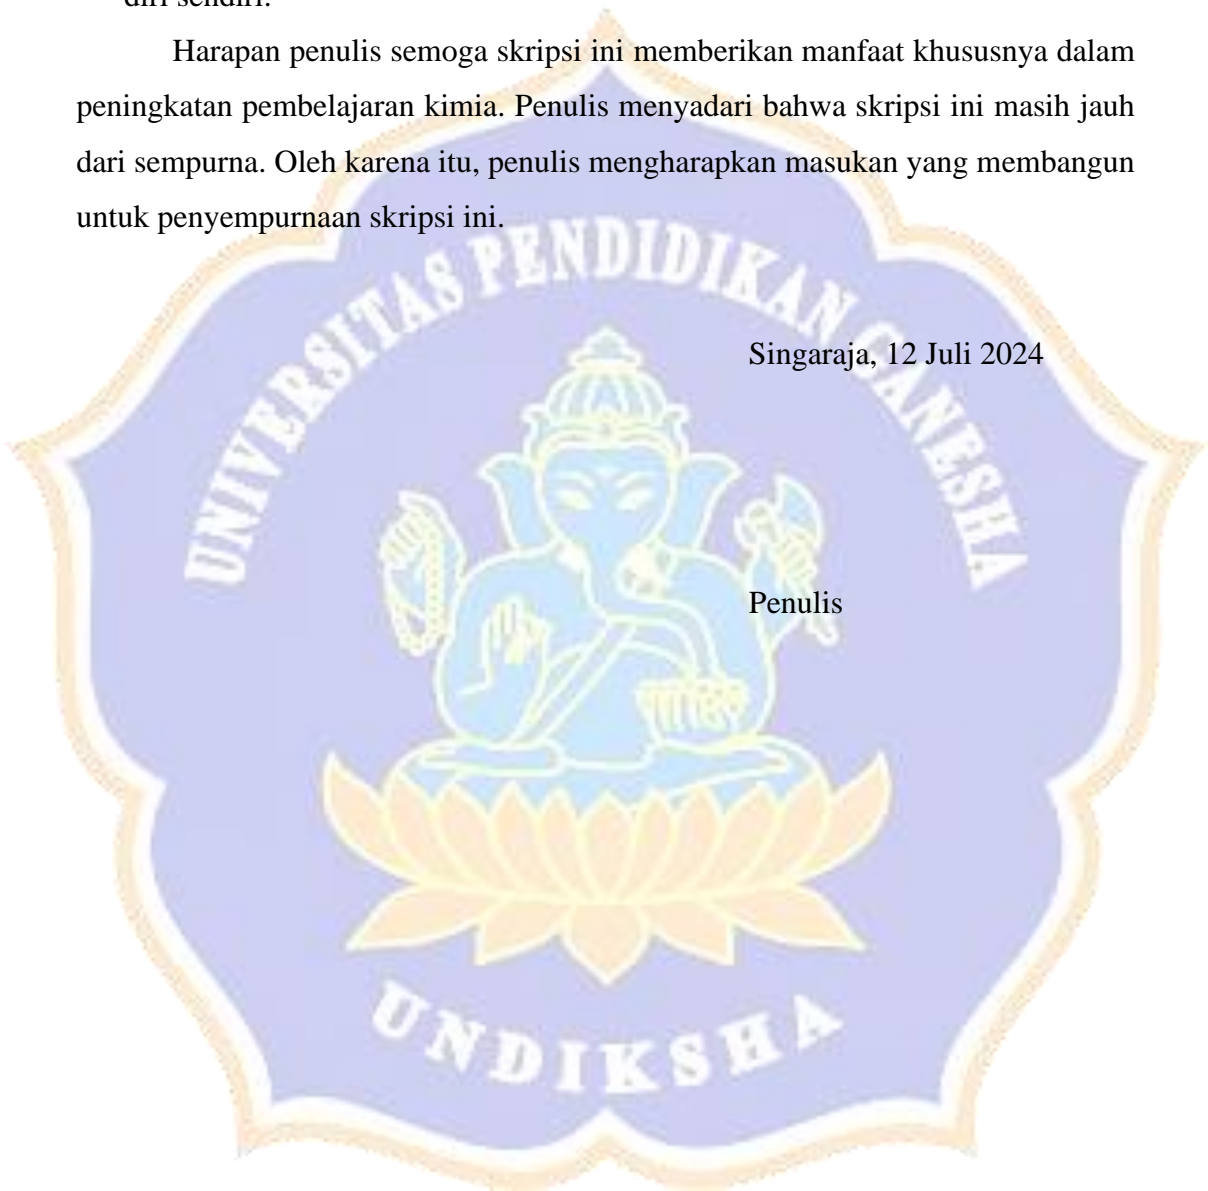 diri sendiri.
Harapan penulis semoga skripsi ini memberikan manfaat khususnya dalam
peningkatan pembelajaran kimia. Penulis menyadari bahwa skripsi ini masih jauh
dari sempurna. Oleh karena itu, penulis mengharapkan masukan yang membangun
untuk penyempurnaan skripsi ini.
UNIVERSITAS PENDIDIKAN GANESHA
Singaraja, 12 Juli 2024
Penulis
UNDIKSHA